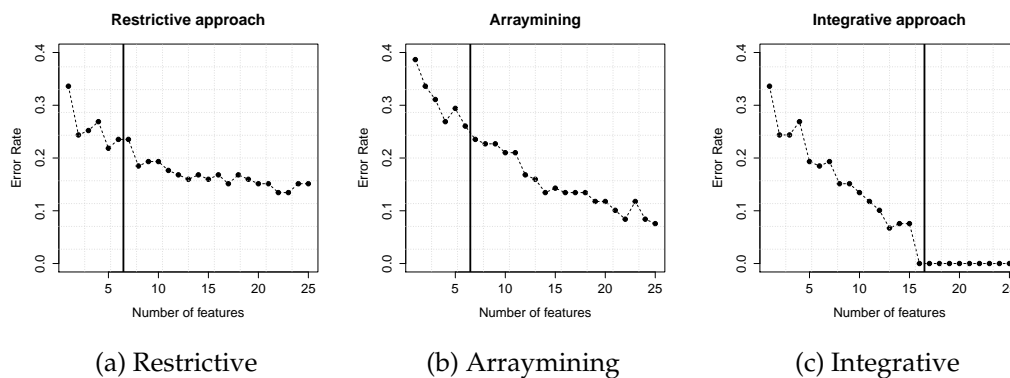 Restrictive approach
Error Rate
0.0 0.1 0.2 0.3 0.4
5 10 15 20 25
Number of features
(a) Restrictive
Arraymining
Error Rate
0.0 0.1 0.2 0.3 0.4
5 10 15 20 25
Number of features
(b) Arraymining
Integrative approach
Error Rate
0.0 0.1 0.2 0.3 0.4
5 10 15 20 25
Number of features
(c) Integrative